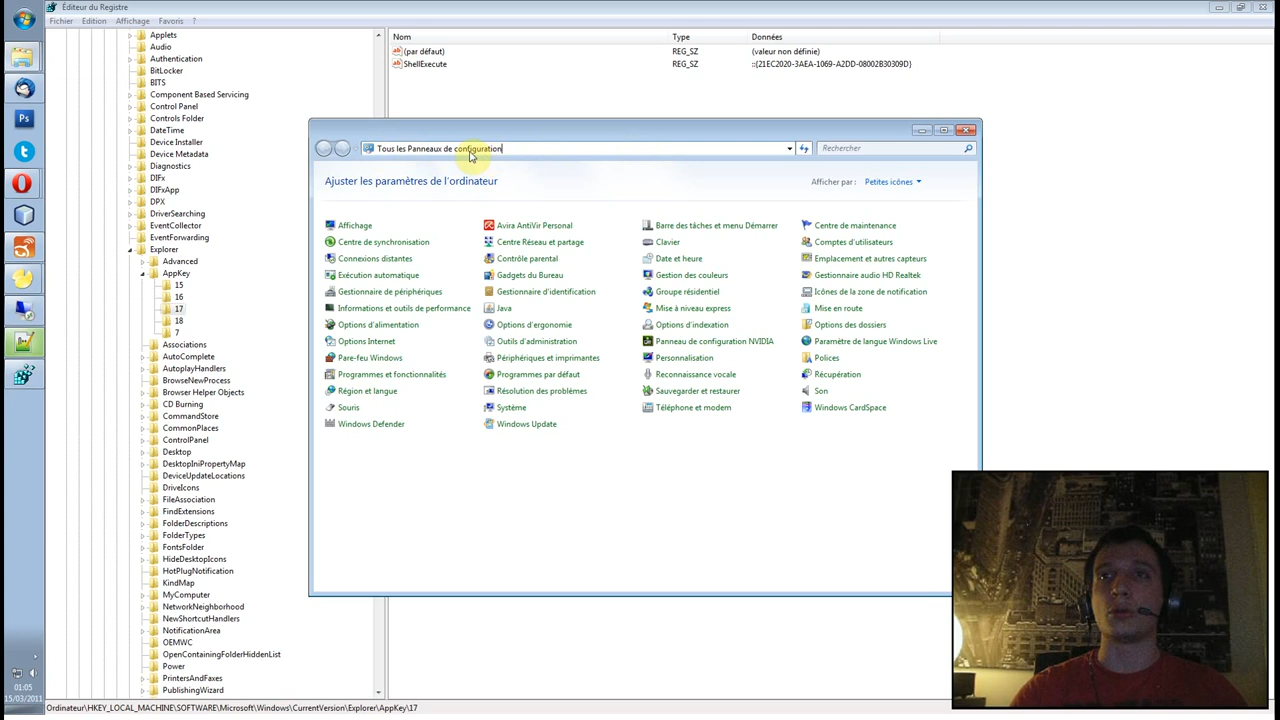 Éditeur du Registre
Fichier Edition Affichage Favoris ?
Applets
Audio
Authentication
BitLocker
BITS
Component Based Servicing
Control Panel
Controls Folder
DateTime
Device Installer
Device Metadata
Diagnostics
DIFx
DIFxApp
DPX
DriverSearching
EventCollector
EventForwarding
Explorer
Advanced
AppKey
15
16
17
18
7
Associations
AutoComplete
AutoplayHandlers
BrowseNewProcess
Browser Helper Objects
CD Burning
CommandStore
CommonPlaces
ControlPanel
Desktop
DesktopIniPropertyMap
DeviceUpdateLocations
DriveIcons
FileAssociation
FindExtensions
FolderDescriptions
FolderTypes
FontsFolder
HideDesktopIcons
HotPlugNotification
KindMap
MyComputer
NetworkNeighborhood
NewShortcutHandlers
NotificationArea
OEMWC
OpenContainingFolderHiddenList
Power
PrintersAndFaxes
PublishingWizard
Nom Type Données
(par défaut) REG_SZ (valeur non définie)
ShellExecute REG_SZ ::{21EC2020-3AEA-1069-A2DD-08002B30309D}
Tous les Panneaux de configuration Rechercher
Ajuster les paramètres de l'ordinateur Afficher par : Petites icônes
Affichage Avira AntiVir Personal Barre des tâches et menu Démarrer Centre de maintenance
Centre de synchronisation Centre Réseau et partage Clavier Comptes d'utilisateurs
Connexions distantes Contrôle parental Date et heure Emplacement et autres capteurs
Exécution automatique Gadgets du Bureau Gestion des couleurs Gestionnaire audio HD Realtek
Gestionnaire de périphériques Gestionnaire d'identification Groupe résidentiel Icônes de la zone de notification
Informations et outils de performance Java Mise à niveau express Mise en route
Options d'alimentation Options d'ergonomie Options d'indexation Options des dossiers
Options Internet Outils d'administration Panneau de configuration NVIDIA Paramètre de langue Windows Live
Pare-feu Windows Périphériques et imprimantes Personnalisation Polices
Programmes et fonctionnalités Programmes par défaut Reconnaissance vocale Récupération
Région et langue Résolution des problèmes Sauvegarder et restaurer Son
Souris Système Téléphone et modem Windows CardSpace
Windows Defender Windows Update
Ps
01:05
15/03/2011
Ordinateur\HKEY_LOCAL_MACHINE\SOFTWARE\Microsoft\Windows\CurrentVersion\Explorer\AppKey\17